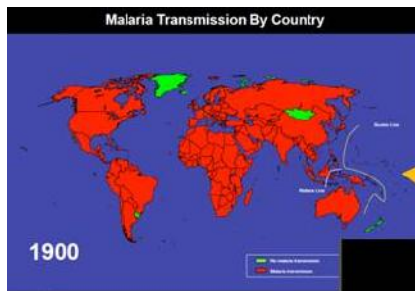 Malaria Transmission By Country
Buxton Line
Wallace Line
1900
No malaria transmission
Malaria transmission